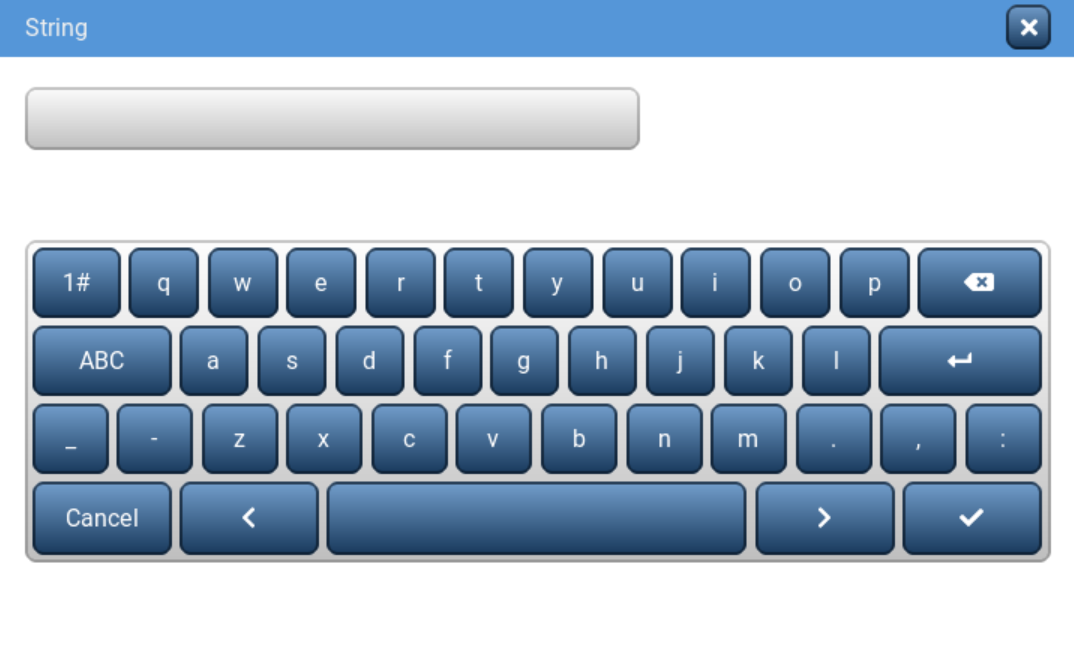 String
1# q w e r t y u i o p
ABC a s d f g h j k l
_ - z x c v b n m . , :
Cancel